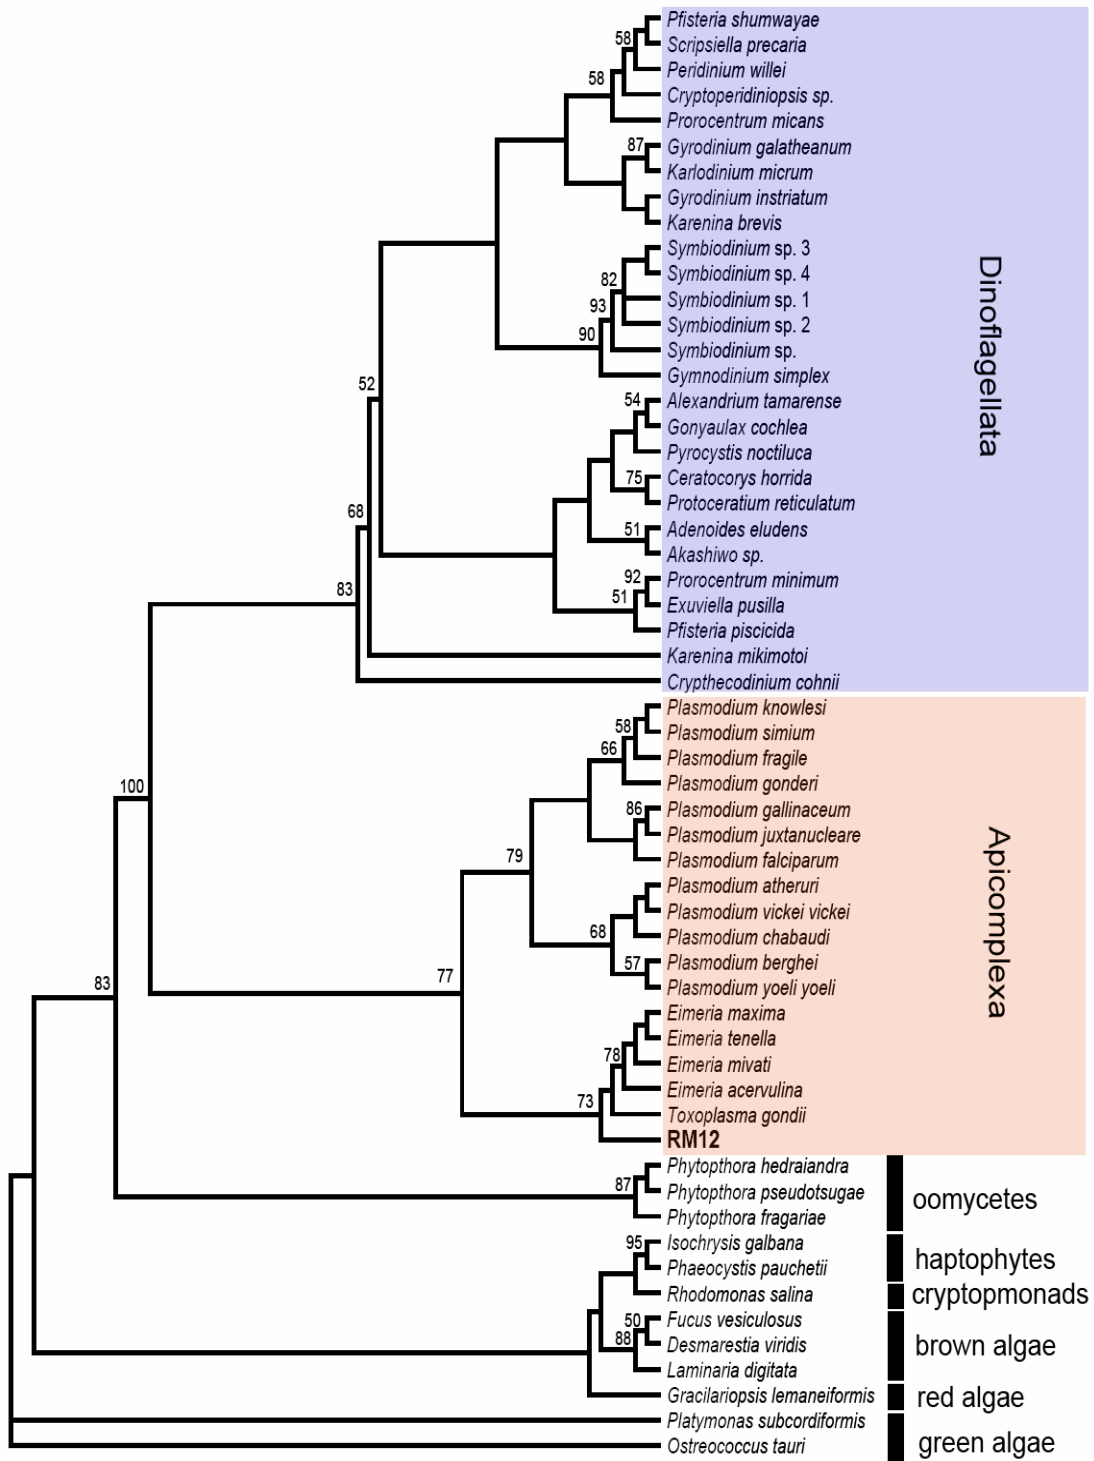 Pfisteria shumwayae
58
Scripsiella precaria
Peridinium willei
58
Cryptoperidiniopsis sp.
Prorocentrum micans
87
Gyrodinium galatheanum
Karlodinium micrum
Gyrodinium instriatum
Karenina brevis
Symbiodinium sp. 3
Symbiodinium sp. 4
82
Symbiodinium sp. 1
93
Symbiodinium sp. 2
90
Symbiodinium sp.
Gymnodinium simplex
52
54
Alexandrium tamarense
Gonyaulax cochlea
Pyrocystis noctiluca
75
Ceratocorys horrida
Protoceratium reticulatum
68
51
Adenoides eludens
Akashiwo sp.
92
Prorocentrum minimum
83
51
Exuviella pusilla
Pfisteria piscicida
Karenina mikimotoi
Crypthecodinium cohnii
Dinoflagellata
Plasmodium knowlesi
58
Plasmodium simium
66
Plasmodium fragile
Plasmodium gonderi
100
86
Plasmodium gallinaceum
Plasmodium juxtanucleare
79
Plasmodium falciparum
Plasmodium atheruri
Plasmodium vickei vickei
68
Plasmodium chabaudi
57
Plasmodium berghei
77
83
Plasmodium yoeli yoeli
Eimeria maxima
Eimeria tenella
78
Eimeria mivati
Eimeria acervulina
73
Toxoplasma gondii
RM12
Apicomplexa
Phytopthora hedraiandra
87
Phytopthora pseudotsugae
Phytopthora fragariae
oomycetes
95
Isochrysis galbana
Phaeocystis pauchetii
haptophytes
Rhodomonas salina
cryptopmonads
50
Fucus vesiculosus
88
Desmarestia viridis
Laminaria digitata
brown algae
Gracilariopsis lemaneiformis
red algae
Platymonas subcordiformis
Ostreococcus tauri
green algae